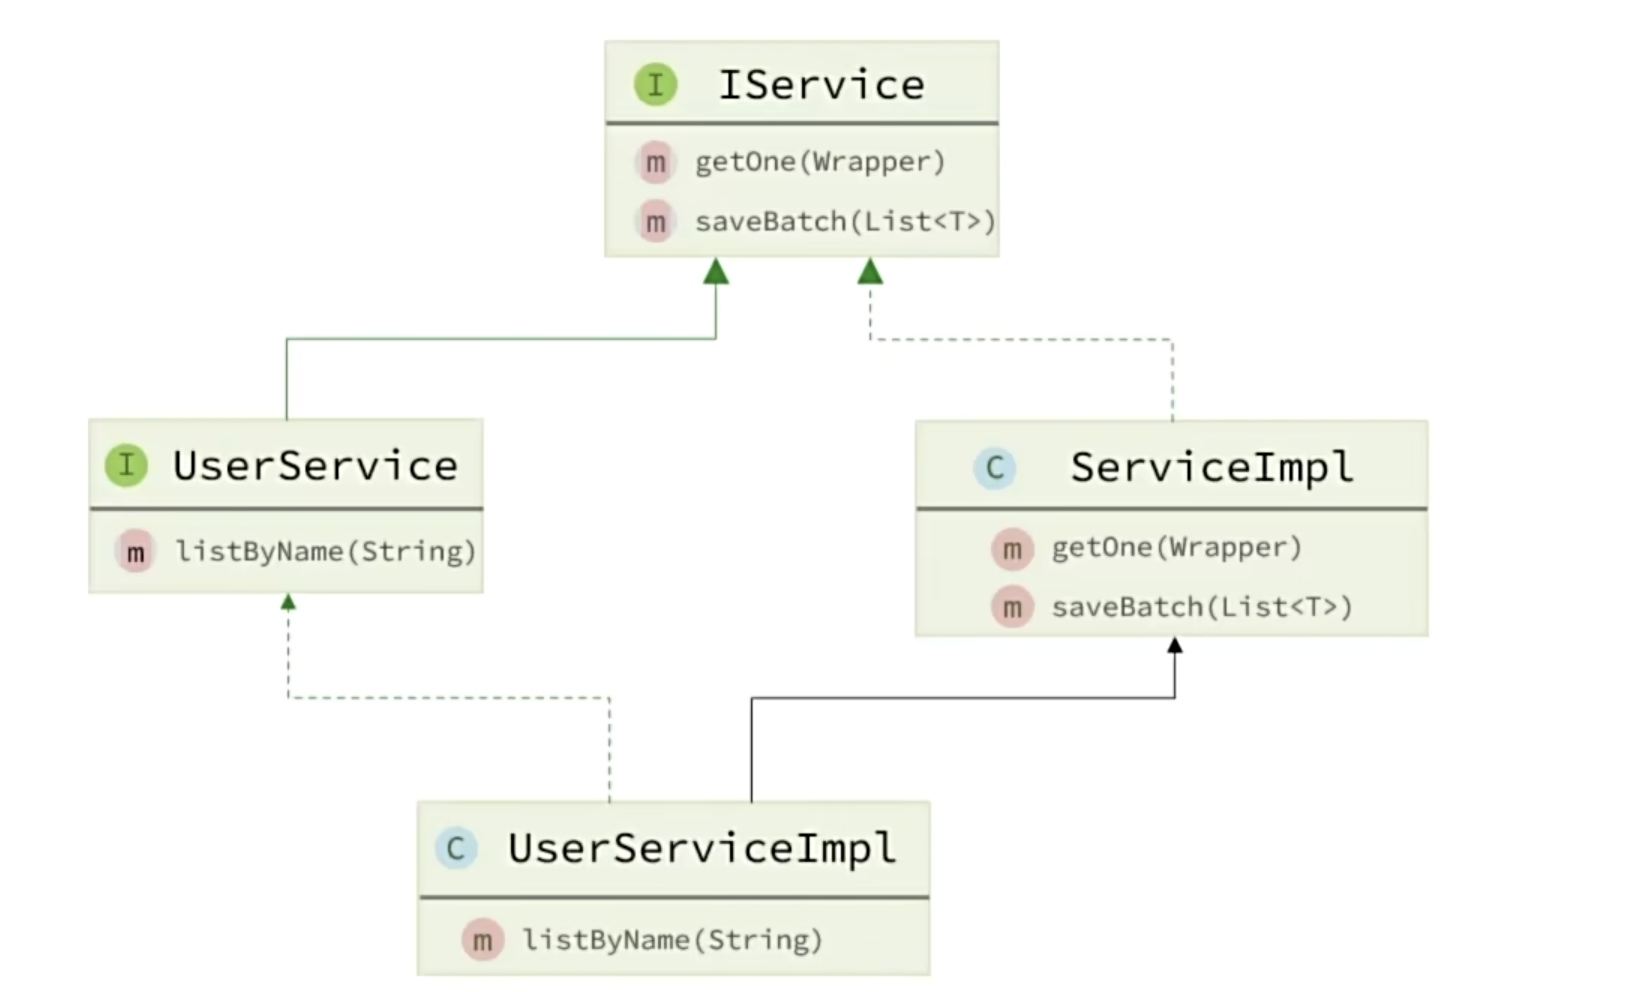 I IService
m getOne(Wrapper)
m saveBatch(List<T>)
I UserService
m listByName(String)
C ServiceImpl
m getOne(Wrapper)
m saveBatch(List<T>)
C UserServiceImpl
m listByName(String)